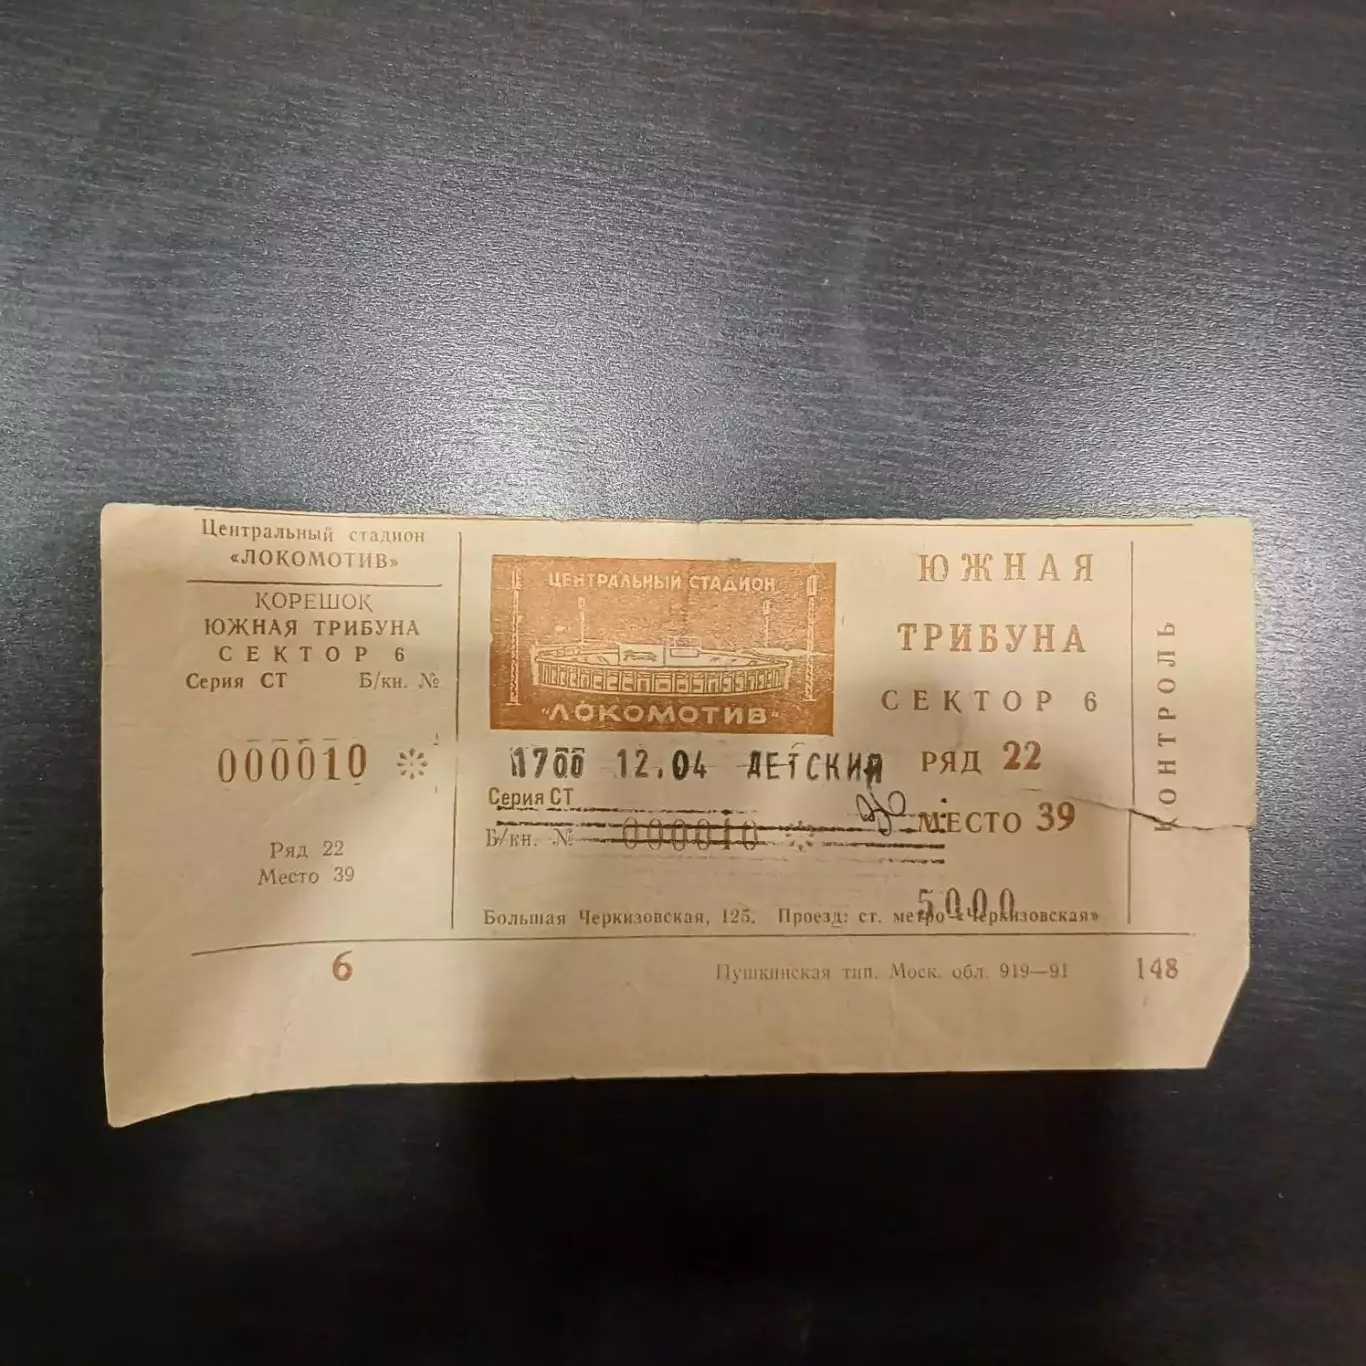 Центральный стадион
«ЛОКОМОТИВ»
КОРЕШОК
ЮЖНАЯ ТРИБУНА
СЕКТОР 6
Серия СТ Б/кн. №
000010
Ряд 22
Место 39
6
ЦЕНТРАЛЬНЫЙ СТАДИОН
"ЛОКОМОТИВ"
1700 12.04 ДЕТСКИЙ
Серия СТ
Б/кн. № 000010
ЮЖНАЯ
ТРИБУНА
СЕКТОР 6
РЯД 22
МЕСТО 39
5000
Большая Черкизовская, 125. Проезд: ст. метро «Черкизовская»
Пушкинская тип. Моск. обл. 919—91
148
КОНТРОЛЬ